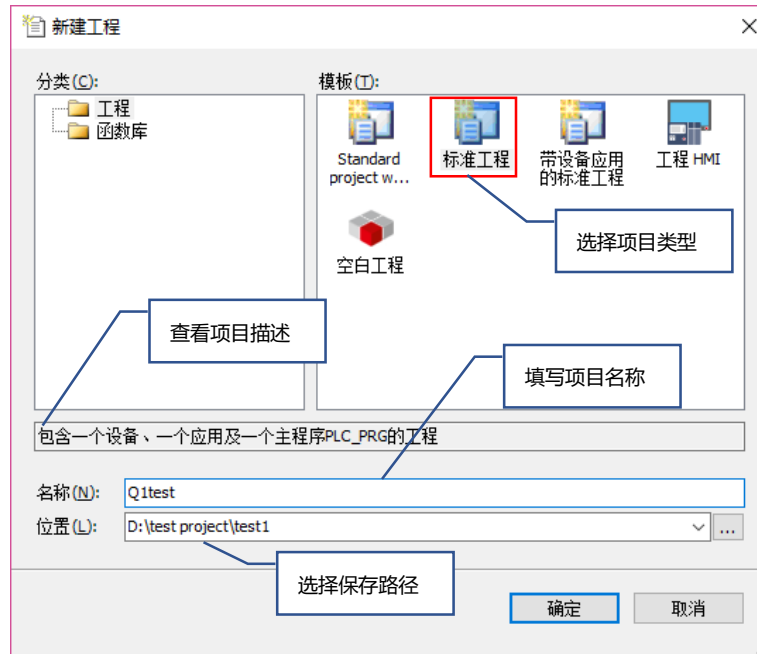 新建工程
分类(C):
模板(T):
工程
函数库
Standard
project w...
标准工程
带设备应用
的标准工程
工程 HMI
选择项目类型
空白工程
查看项目描述
填写项目名称
包含一个设备、一个应用及一个主程序PLC_PRG的工程
名称(N):
Q1test
位置(L):
D:\test project\test1
...
选择保存路径
确定
取消